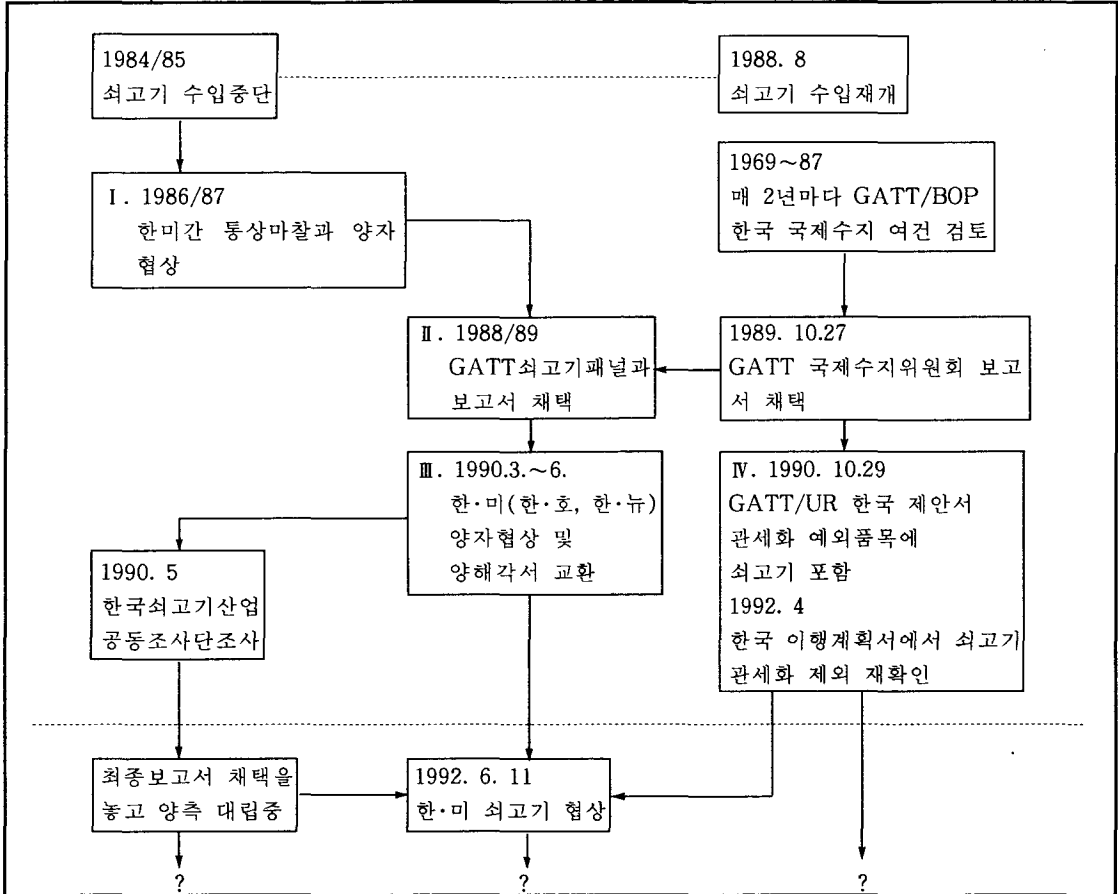 1984/85
쇠고기 수입중단
1988. 8
쇠고기 수입재개
1969~87
매 2년마다 GATT/BOP
한국 국제수지 여건 검토
Ⅰ. 1986/87
한미간 통상마찰과 양자
협상
Ⅱ. 1988/89
GATT쇠고기패널과
보고서 채택
1989. 10.27
GATT 국제수지위원회 보고
서 채택
Ⅲ. 1990.3.~6.
한·미(한·호, 한·뉴)
양자협상 및
양해각서 교환
Ⅳ. 1990. 10.29
GATT/UR 한국 제안서
관세화 예외품목에
쇠고기 포함
1992. 4
한국 이행계획서에서 쇠고기
관세화 제외 재확인
1990. 5
한국쇠고기산업
공동조사단조사
최종보고서 채택을
놓고 양측 대립중
1992. 6. 11
한·미 쇠고기 협상
?
?
?